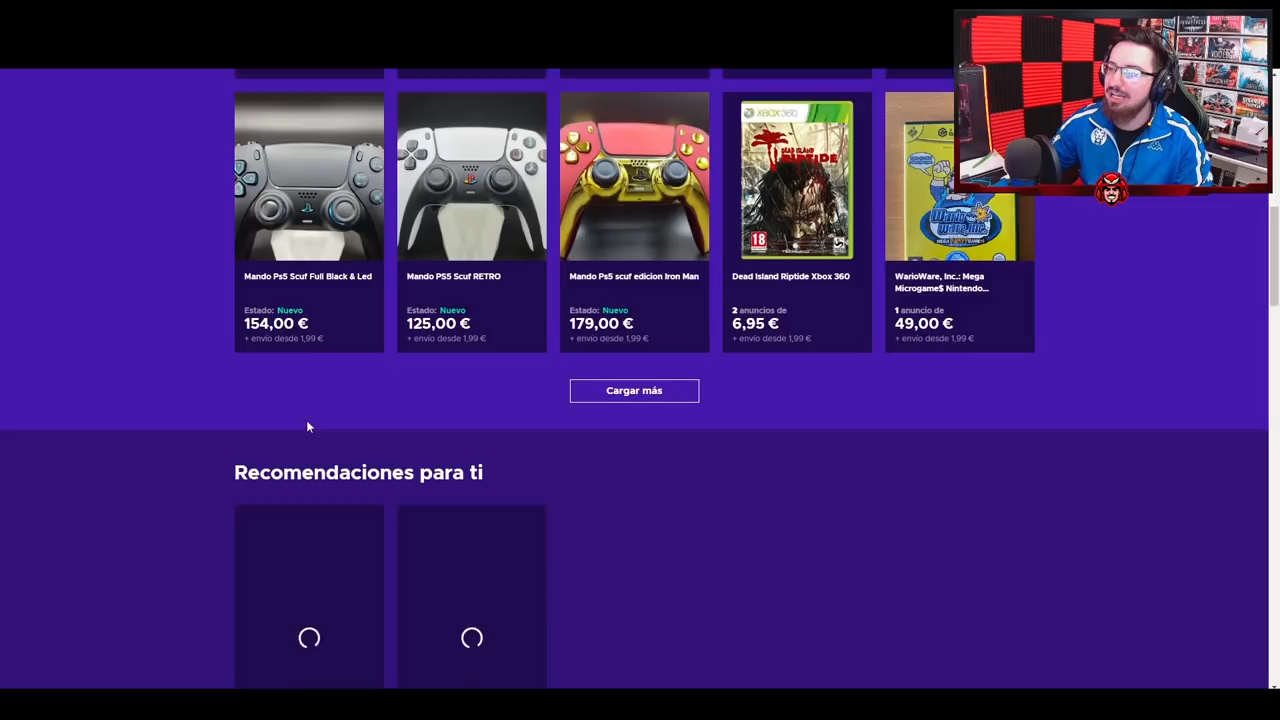 Mando Ps5 Scuf Full Black & Led
Estado: Nuevo
154,00 €
+ envío desde 1,99 €
Mando PS5 Scuf RETRO
Estado: Nuevo
125,00 €
+ envío desde 1,99 €
Mando Ps5 scuf edicion Iron Man
Estado: Nuevo
179,00 €
+ envío desde 1,99 €
XBOX 360
DEAD ISLAND
RIPTIDE
18
Dead Island Riptide Xbox 360
2 anuncios de
6,95 €
+ envío desde 1,99 €
Wario
Ware, Inc.
WarioWare, Inc.: Mega
Microgame$ Nintendo...
1 anuncio de
49,00 €
+ envío desde 1,99 €
Cargar más
Recomendaciones para ti